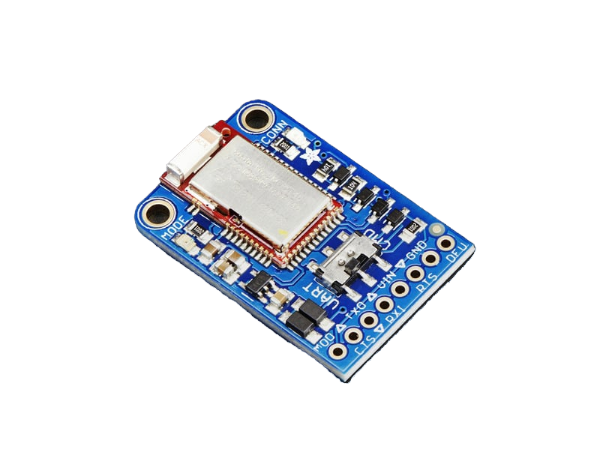 CONN
MODE
UART
CMD
MOD
CTS
TXO
RXI
VIN
RTS
GND
DFU